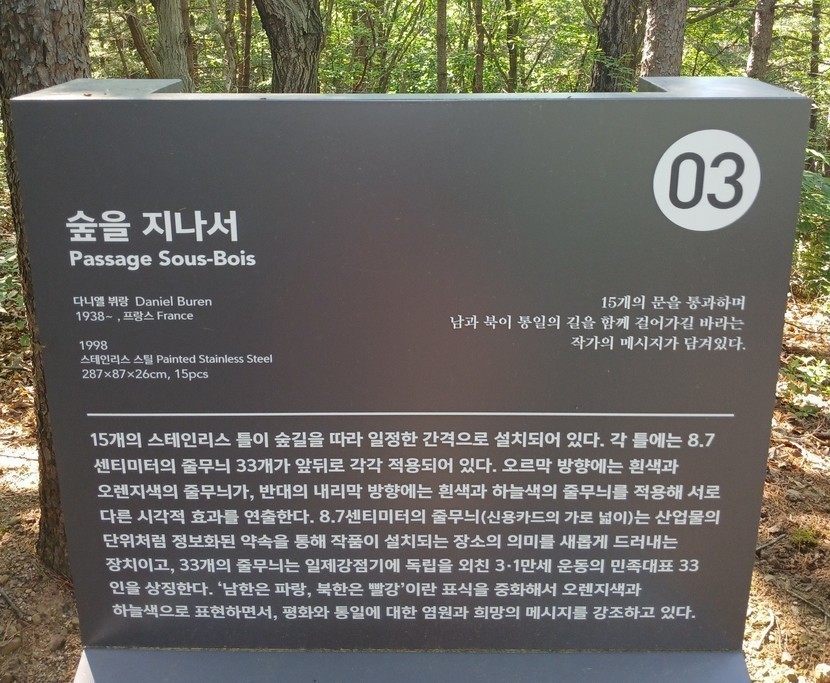 03
숲을 지나서
Passage Sous-Bois
다니엘 뷔랑 Daniel Buren
1938~ , 프랑스 France
1998
스테인리스 스틸 Painted Stainless Steel
287×87×26cm, 15pcs
15개의 문을 통과하며
남과 북이 통일의 길을 함께 걸어가길 바라는
작가의 메시지가 담겨있다.
15개의 스테인리스 틀이 숲길을 따라 일정한 간격으로 설치되어 있다. 각 틀에는 8.7
센티미터의 줄무늬 33개가 앞뒤로 각각 적용되어 있다. 오르막 방향에는 흰색과
오렌지색의 줄무늬가, 반대의 내리막 방향에는 흰색과 하늘색의 줄무늬를 적용해 서로
다른 시각적 효과를 연출한다. 8.7센티미터의 줄무늬(신용카드의 가로 넓이)는 산업물의
단위처럼 정보화된 약속을 통해 작품이 설치되는 장소의 의미를 새롭게 드러내는
장치이고, 33개의 줄무늬는 일제강점기에 독립을 외친 3·1만세 운동의 민족대표 33
인을 상징한다. '남한은 파랑, 북한은 빨강'이란 표식을 중화해서 오렌지색과
하늘색으로 표현하면서, 평화와 통일에 대한 염원과 희망의 메시지를 강조하고 있다.